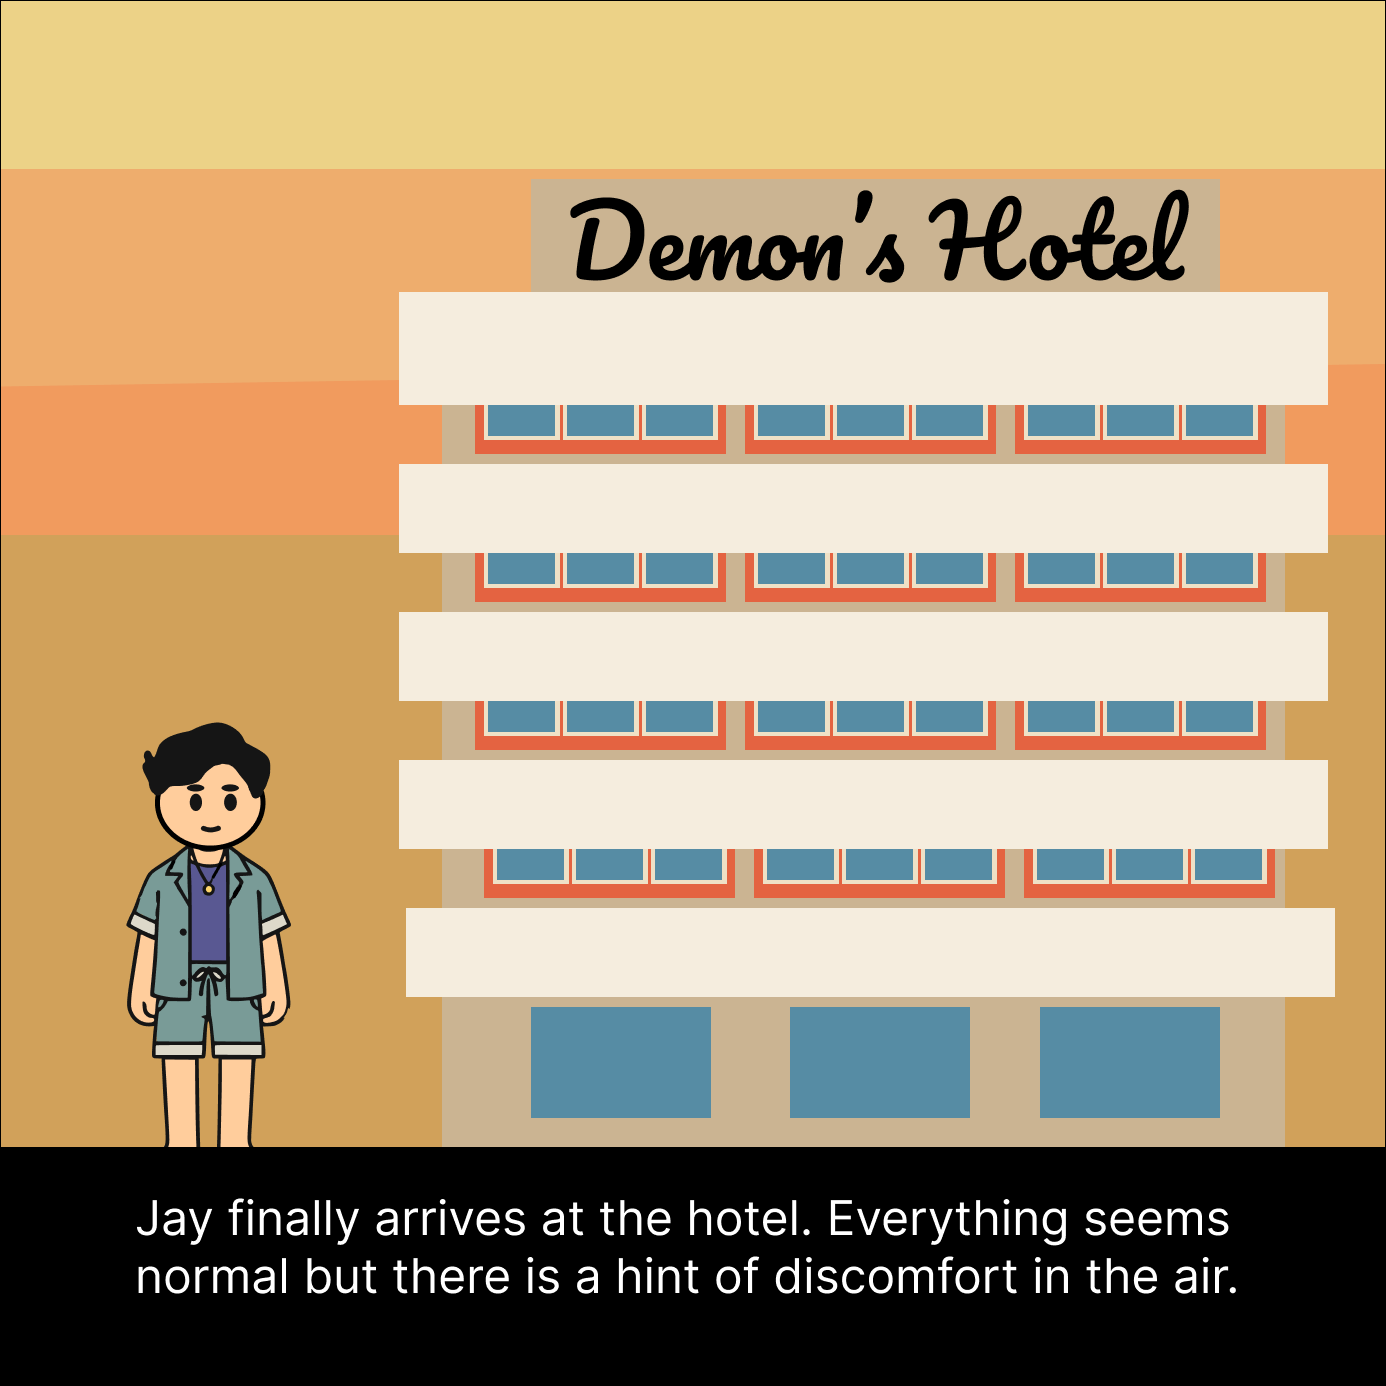 Demon's Hotel
Jay finally arrives at the hotel. Everything seems
normal but there is a hint of discomfort in the air.